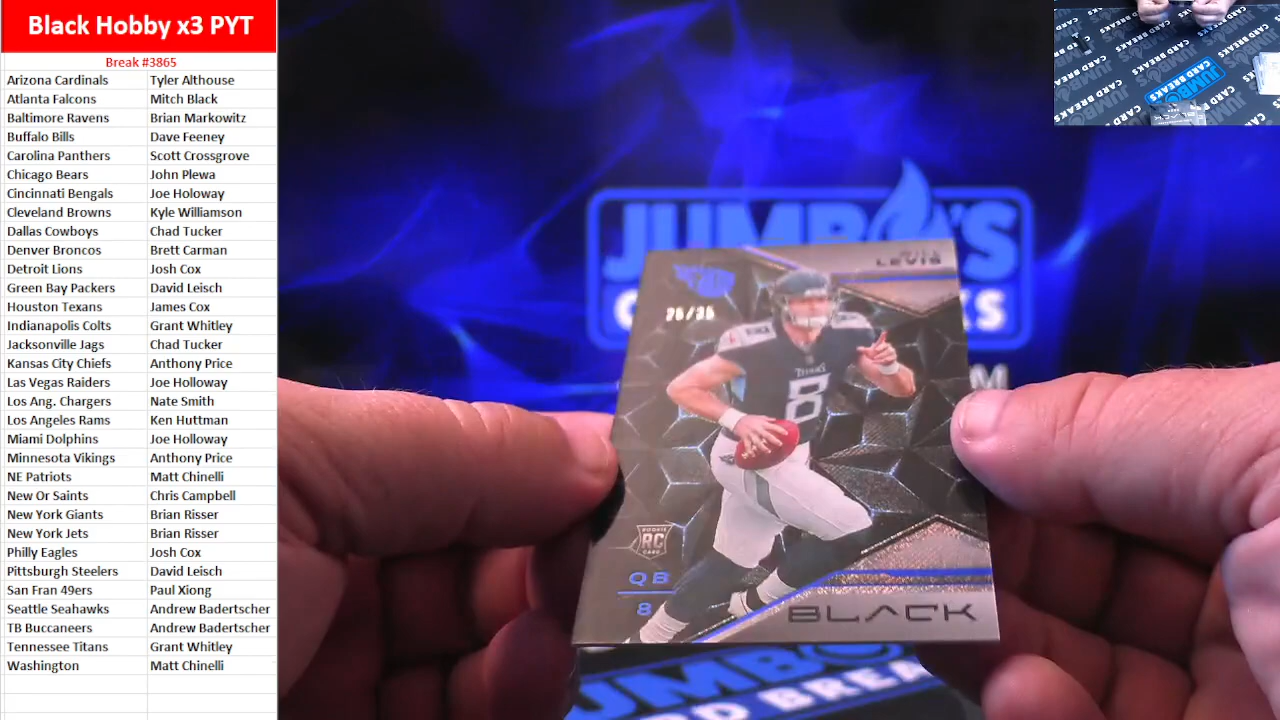 Black Hobby x3 PYT
Break #3865
Arizona Cardinals Tyler Althouse
Atlanta Falcons Mitch Black
Baltimore Ravens Brian Markowitz
Buffalo Bills Dave Feeney
Carolina Panthers Scott Crossgrove
Chicago Bears John Plewa
Cincinnati Bengals Joe Holoway
Cleveland Browns Kyle Williamson
Dallas Cowboys Chad Tucker
Denver Broncos Brett Carman
Detroit Lions Josh Cox
Green Bay Packers David Leisch
Houston Texans James Cox
Indianapolis Colts Grant Whitley
Jacksonville Jags Chad Tucker
Kansas City Chiefs Anthony Price
Las Vegas Raiders Joe Holloway
Los Ang. Chargers Nate Smith
Los Angeles Rams Ken Huttman
Miami Dolphins Joe Holloway
Minnesota Vikings Anthony Price
NE Patriots Matt Chinelli
New Or Saints Chris Campbell
New York Giants Brian Risser
New York Jets Brian Risser
Philly Eagles Josh Cox
Pittsburgh Steelers David Leisch
San Fran 49ers Paul Xiong
Seattle Seahawks Andrew Badertscher
TB Buccaneers Andrew Badertscher
Tennessee Titans Grant Whitley
Washington Matt Chinelli
LEVIS
TITANS
8
ROOKIE
RC
CARD
QB
8
BLACK
JUMBO'S
CARD BREAKS